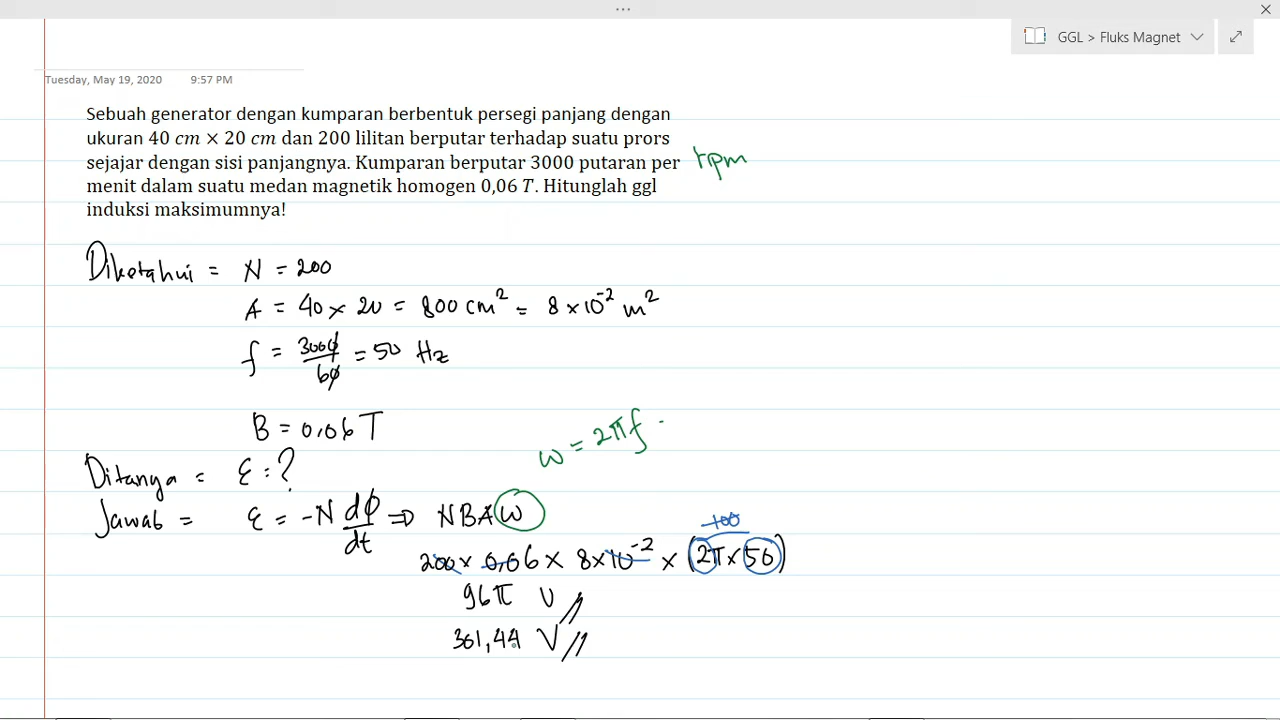 GGL > Fluks Magnet
Tuesday, May 19, 2020 9:57 PM
Sebuah generator dengan kumparan berbentuk persegi panjang dengan
ukuran 40 cm × 20 cm dan 200 lilitan berputar terhadap suatu prors
sejajar dengan sisi panjangnya. Kumparan berputar 3000 putaran per rpm
menit dalam suatu medan magnetik homogen 0,06 T. Hitunglah ggl
induksi maksimumnya!
Diketahui = N = 200
A = 40 × 20 = 800 cm² = 8 × 10⁻² m²
f = 3000/60 = 50 Hz
B = 0,06 T
ω = 2πf
Ditanya = ε = ?
Jawab = ε = -N dϕ/dt ⇒ NBAω
100
200 × 0,06 × 8 × 10⁻² × (2π × 50)
96π V //
301,44 V //